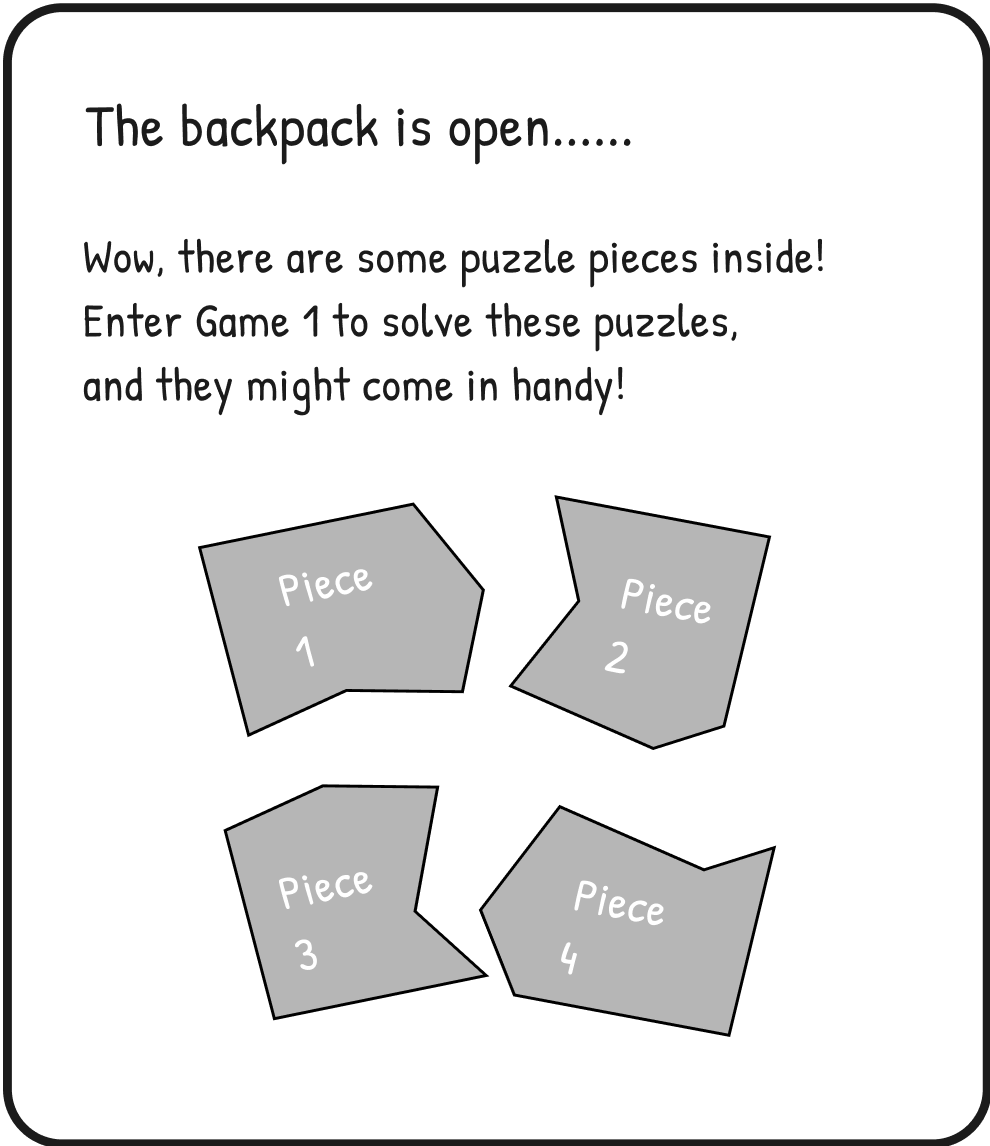 The backpack is open......
Wow, there are some puzzle pieces inside!
Enter Game 1 to solve these puzzles,
and they might come in handy!
Piece
1
Piece
2
Piece
3
Piece
4